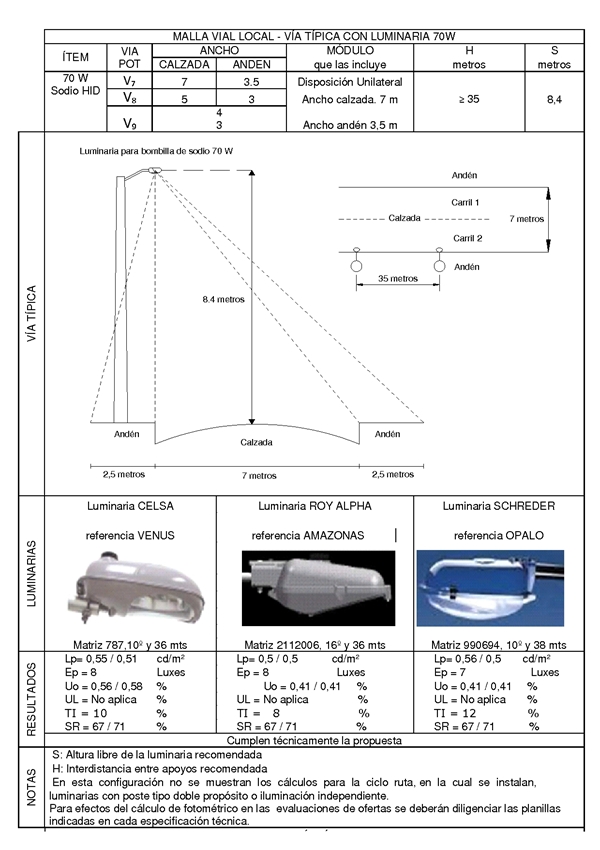 MALLA VIAL LOCAL - VÍA TÍPICA CON LUMINARIA 70W
ÍTEM VIA POT ANCHO MÓDULO que las incluye H metros S metros
CALZADA ANDEN
70 W Sodio HID V7 7 3.5 Disposición Unilateral
V8 5 3 Ancho calzada. 7 m ≥ 35 8,4
V9 4 3 Ancho andén 3,5 m
VÍA TÍPICA
Luminaria para bombilla de sodio 70 W
Andén
Carril 1
Calzada 7 metros
Carril 2
Andén
35 metros
8.4 metros
Andén Calzada Andén
2,5 metros 7 metros 2,5 metros
LUMINARIAS
Luminaria CELSA Luminaria ROY ALPHA Luminaria SCHREDER
referencia VENUS referencia AMAZONAS referencia OPALO
Matriz 787,10º y 36 mts Matriz 2112006, 16º y 36 mts Matriz 990694, 10º y 38 mts
RESULTADOS
Lp= 0,55 / 0,51 cd/m² Lp= 0,5 / 0,5 cd/m² Lp= 0,56 / 0,5 cd/m²
Ep = 8 Luxes Ep = 8 Luxes Ep = 7 Luxes
Uo = 0,56 / 0,58 % Uo = 0,41 / 0,41 % Uo = 0,41 / 0,41 %
UL = No aplica % UL = No aplica % UL = No aplica %
TI = 10 % TI = 8 % TI = 12 %
SR = 67 / 71 % SR = 67 / 71 % SR = 67 / 71 %
Cumplen técnicamente la propuesta
NOTAS
S: Altura libre de la luminaria recomendada
H: Interdistancia entre apoyos recomendada
En esta configuración no se muestran los cálculos para la ciclo ruta, en la cual se instalan,
luminarias con poste tipo doble propósito o iluminación independiente.
Para efectos del cálculo de fotométrico en las evaluaciones de ofertas se deberán diligenciar las planillas
indicadas en cada especificación técnica.